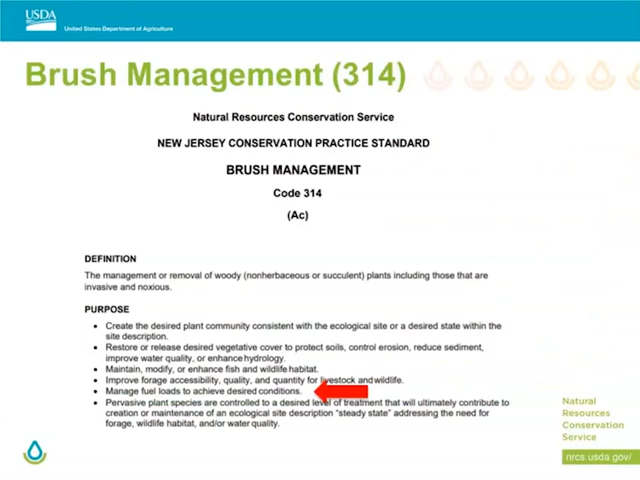 USDA
United States Department of Agriculture
Brush Management (314)
Natural Resources Conservation Service
NEW JERSEY CONSERVATION PRACTICE STANDARD
BRUSH MANAGEMENT
Code 314
(Ac)
DEFINITION
The management or removal of woody (nonherbaceous or succulent) plants including those that are
invasive and noxious.
PURPOSE
• Create the desired plant community consistent with the ecological site or a desired state within the
site description.
• Restore or release desired vegetative cover to protect soils, control erosion, reduce sediment,
improve water quality, or enhance hydrology.
• Maintain, modify, or enhance fish and wildlife habitat.
• Improve forage accessibility, quality, and quantity for livestock and wildlife.
• Manage fuel loads to achieve desired conditions.
• Pervasive plant species are controlled to a desired level of treatment that will ultimately contribute to
creation or maintenance of an ecological site description "steady state" addressing the need for
forage, wildlife habitat, and/or water quality.
Natural
Resources
Conservation
Service
nrcs.usda.gov/